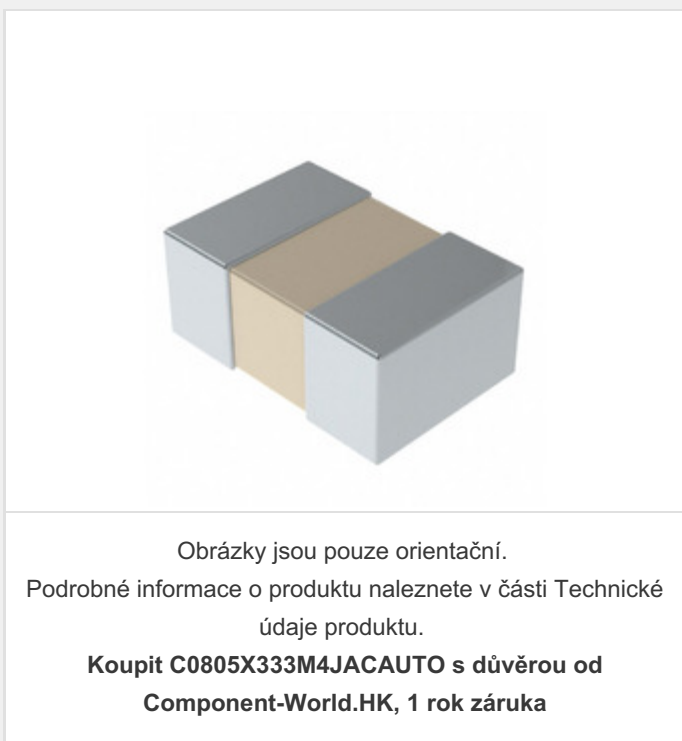 Obrázky jsou pouze orientační.
Podrobné informace o produktu naleznete v části Technické
údaje produktu.
Koupit C0805X333M4JACAUTO s důvěrou od
Component-World.HK, 1 rok záruka